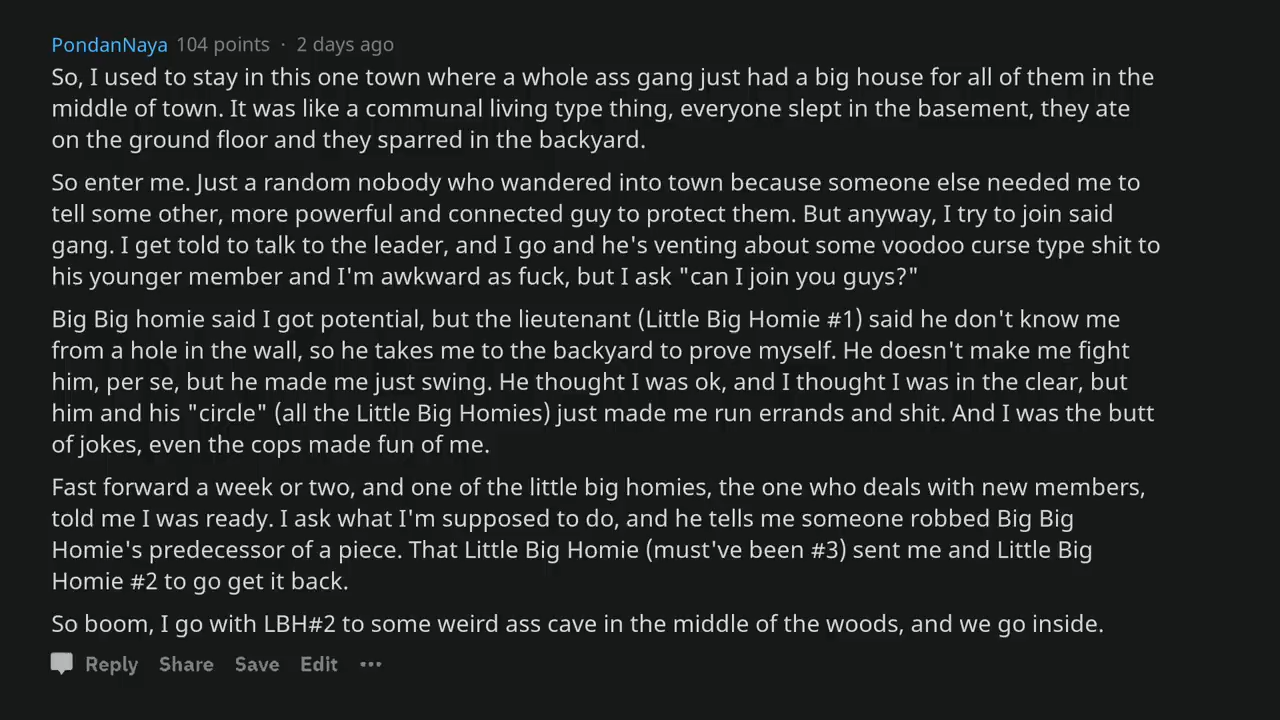 PondanNaya 104 points · 2 days ago
So, I used to stay in this one town where a whole ass gang just had a big house for all of them in the
middle of town. It was like a communal living type thing, everyone slept in the basement, they ate
on the ground floor and they sparred in the backyard.
So enter me. Just a random nobody who wandered into town because someone else needed me to
tell some other, more powerful and connected guy to protect them. But anyway, I try to join said
gang. I get told to talk to the leader, and I go and he's venting about some voodoo curse type shit to
his younger member and I'm awkward as fuck, but I ask "can I join you guys?"
Big Big homie said I got potential, but the lieutenant (Little Big Homie #1) said he don't know me
from a hole in the wall, so he takes me to the backyard to prove myself. He doesn't make me fight
him, per se, but he made me just swing. He thought I was ok, and I thought I was in the clear, but
him and his "circle" (all the Little Big Homies) just made me run errands and shit. And I was the butt
of jokes, even the cops made fun of me.
Fast forward a week or two, and one of the little big homies, the one who deals with new members,
told me I was ready. I ask what I'm supposed to do, and he tells me someone robbed Big Big
Homie's predecessor of a piece. That Little Big Homie (must've been #3) sent me and Little Big
Homie #2 to go get it back.
So boom, I go with LBH#2 to some weird ass cave in the middle of the woods, and we go inside.
Reply Share Save Edit ···